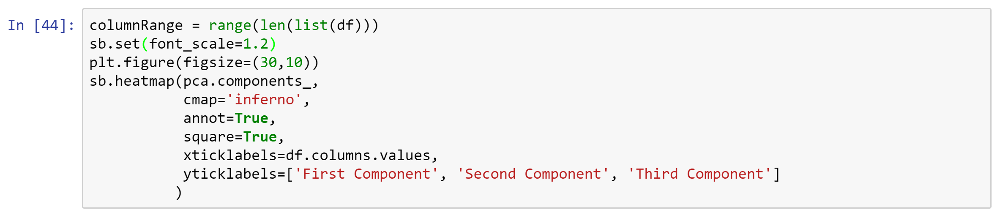 In [44]: columnRange = range(len(list(df)))
sb.set(font_scale=1.2)
plt.figure(figsize=(30,10))
sb.heatmap(pca.components_,
           cmap='inferno',
           annot=True,
           square=True,
           xticklabels=df.columns.values,
           yticklabels=['First Component', 'Second Component', 'Third Component']
          )